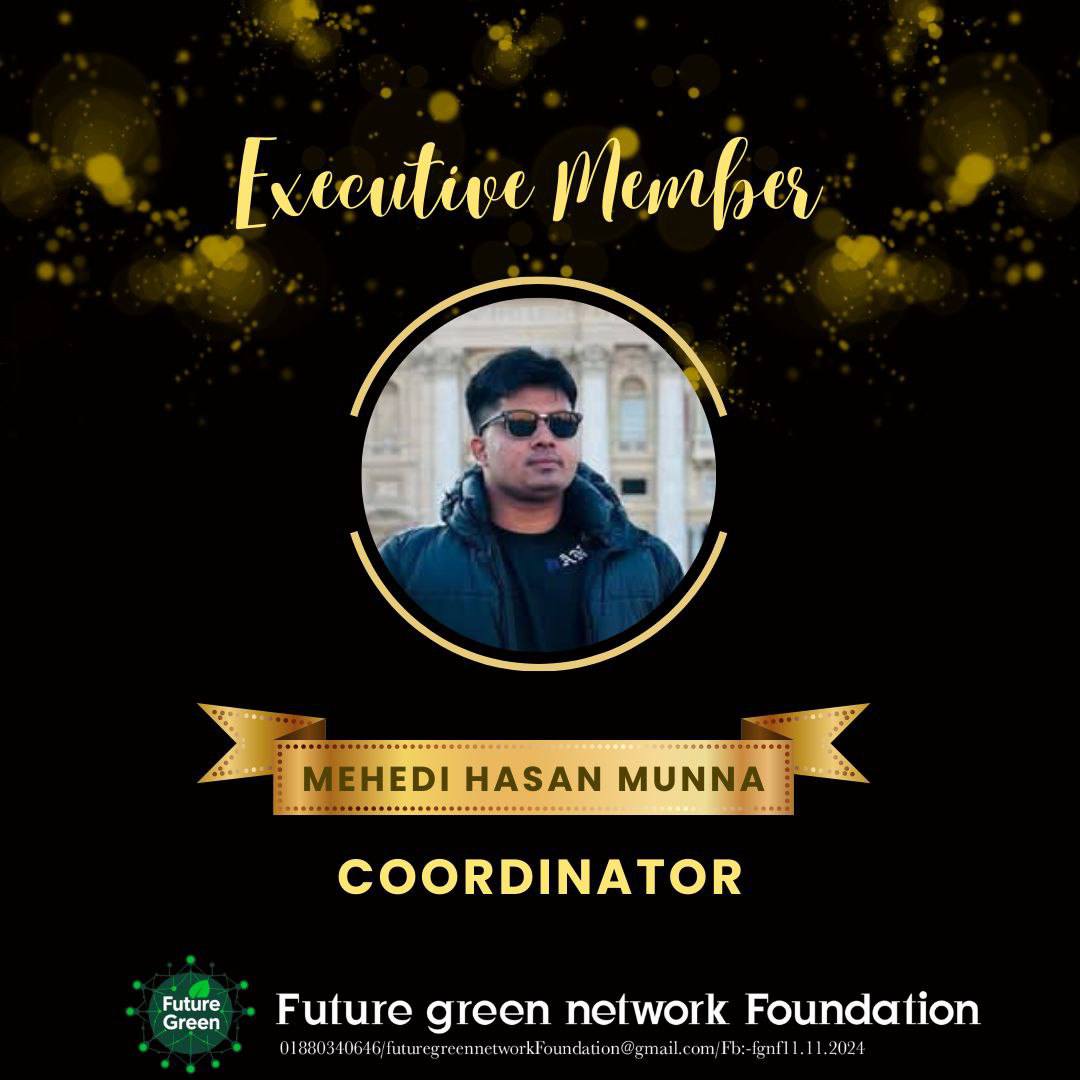 Executive Member
MEHEDI HASAN MUNNA
COORDINATOR
Future
Green
Future green network Foundation
01880340646/futuregreennetworkFoundation@gmail.com/Fb:-fgnf11.11.2024